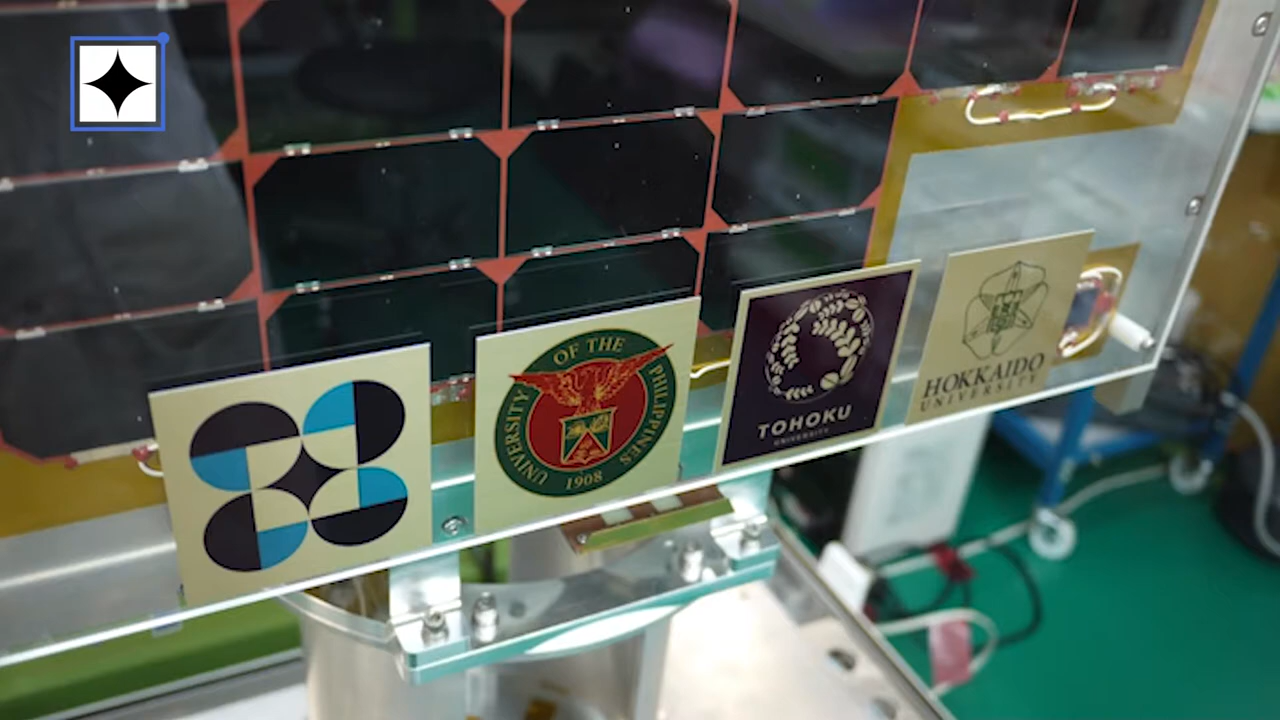 UNIVERSITY OF THE PHILIPPINES
1908
TOHOKU
UNIVERSITY
HOKKAIDO
UNIVERSITY